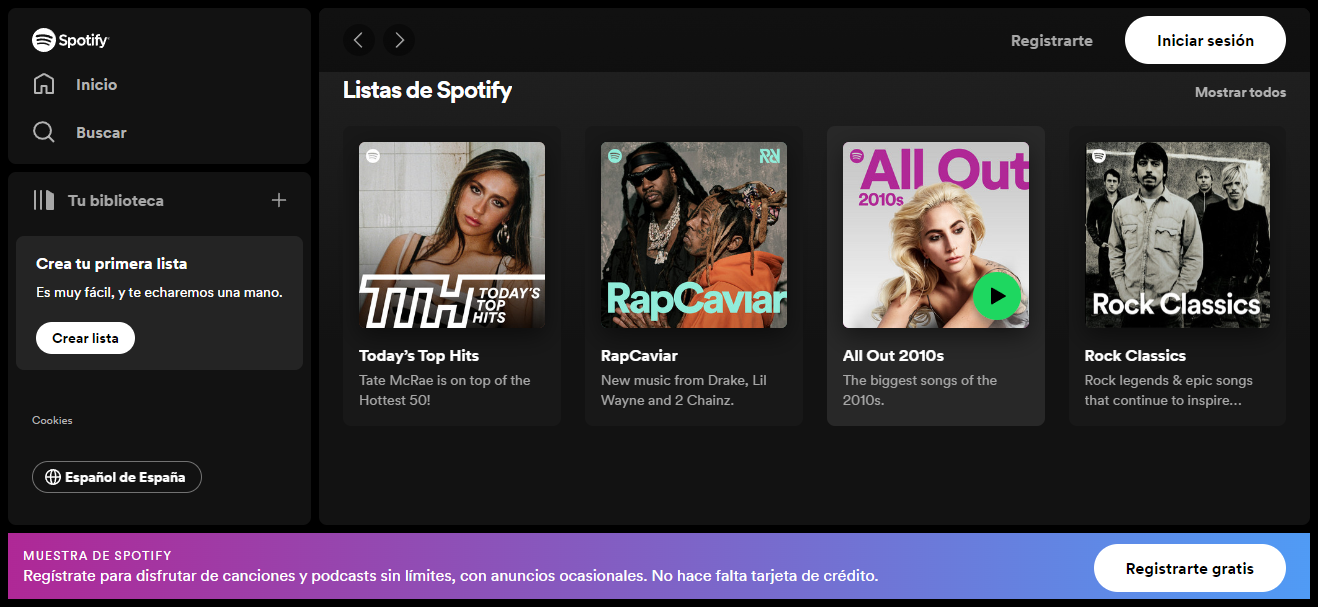 Spotify
Inicio
Buscar
Tu biblioteca
Crea tu primera lista
Es muy fácil, y te echaremos una mano.
Crear lista
Cookies
Español de España
Registrarte
Iniciar sesión
Listas de Spotify
Mostrar todos
TTH TODAY'S
TOP
HITS
Today's Top Hits
Tate McRae is on top of the
Hottest 50!
RapCaviar
RapCaviar
New music from Drake, Lil
Wayne and 2 Chainz.
All Out
2010s
All Out 2010s
The biggest songs of the
2010s.
Rock Classics
Rock Classics
Rock legends & epic songs
that continue to inspire...
MUESTRA DE SPOTIFY
Regístrate para disfrutar de canciones y podcasts sin límites, con anuncios ocasionales. No hace falta tarjeta de crédito.
Registrarte gratis